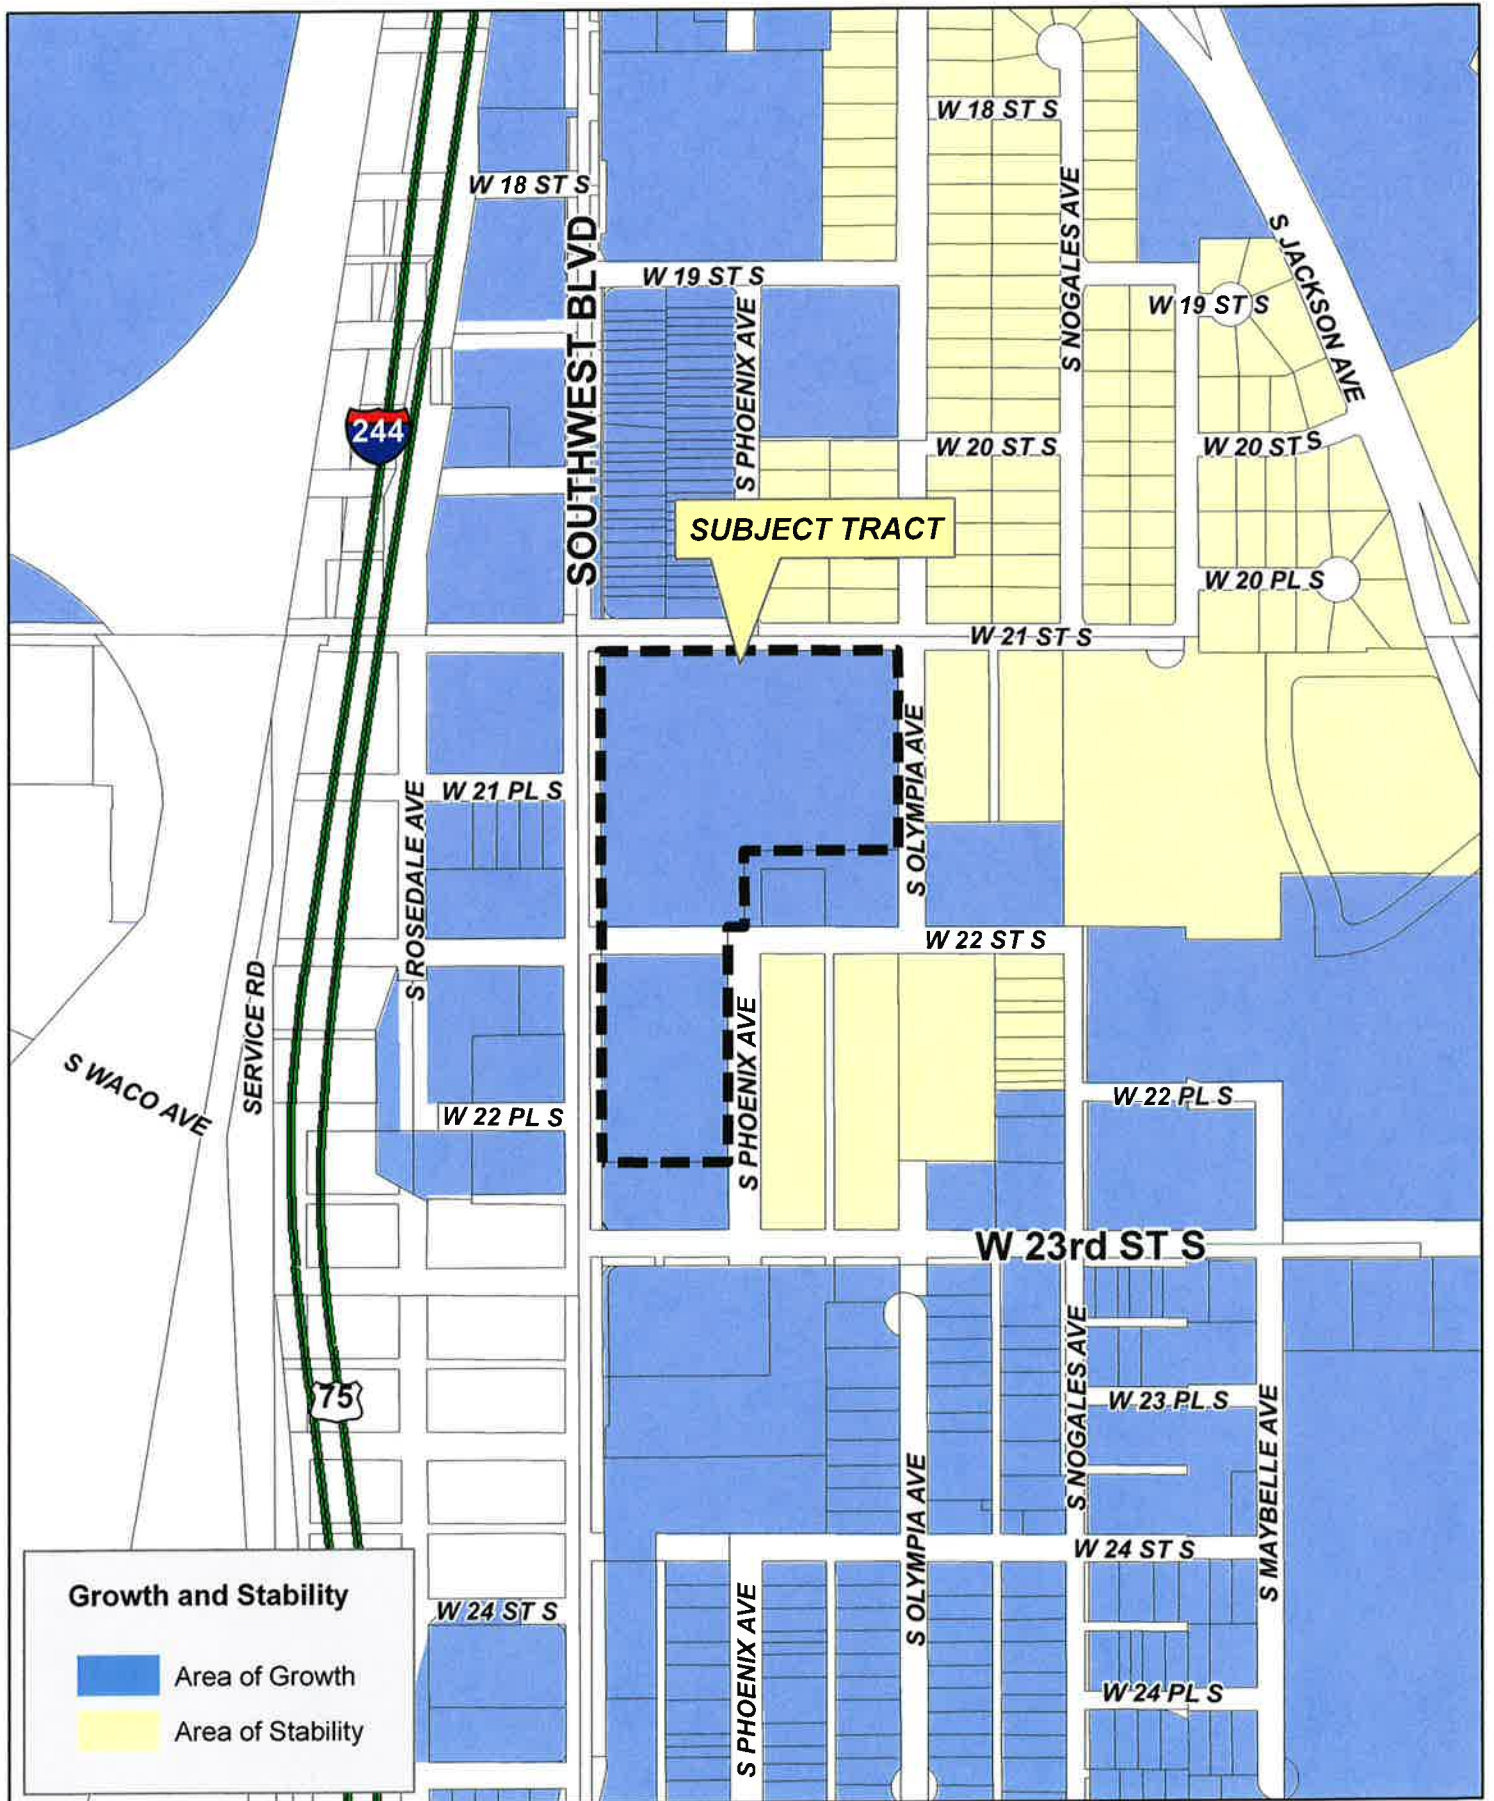 W 18 ST S
W 18 ST S
S NOGALES AVE
S JACKSON AVE
SOUTHWEST BLVD
W 19 ST S
S PHOENIX AVE
W 19 ST S
244
W 20 ST S
W 20 ST S
SUBJECT TRACT
W 20 PL S
W 21 ST S
S OLYMPIA AVE
W 21 PL S
S ROSEDALE AVE
W 22 ST S
SERVICE RD
S WACO AVE
S PHOENIX AVE
W 22 PL S
W 22 PL S
W 23rd ST S
S NOGALES AVE
75
W 23 PL S
S MAYBELLE AVE
S OLYMPIA AVE
W 24 ST S
Growth and Stability
W 24 ST S
S PHOENIX AVE
Area of Growth
W 24 PL S
Area of Stability